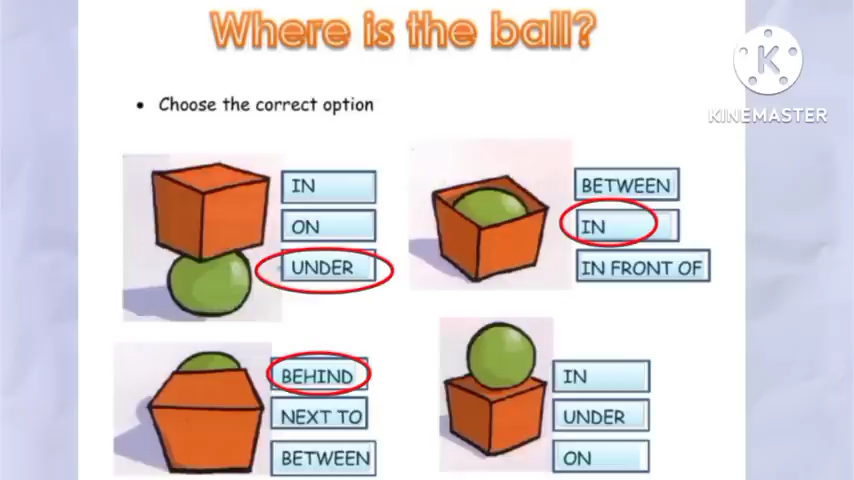 Where is the ball?
K
KINEMASTER
• Choose the correct option
IN
ON
UNDER
BETWEEN
IN
IN FRONT OF
BEHIND
NEXT TO
BETWEEN
IN
UNDER
ON